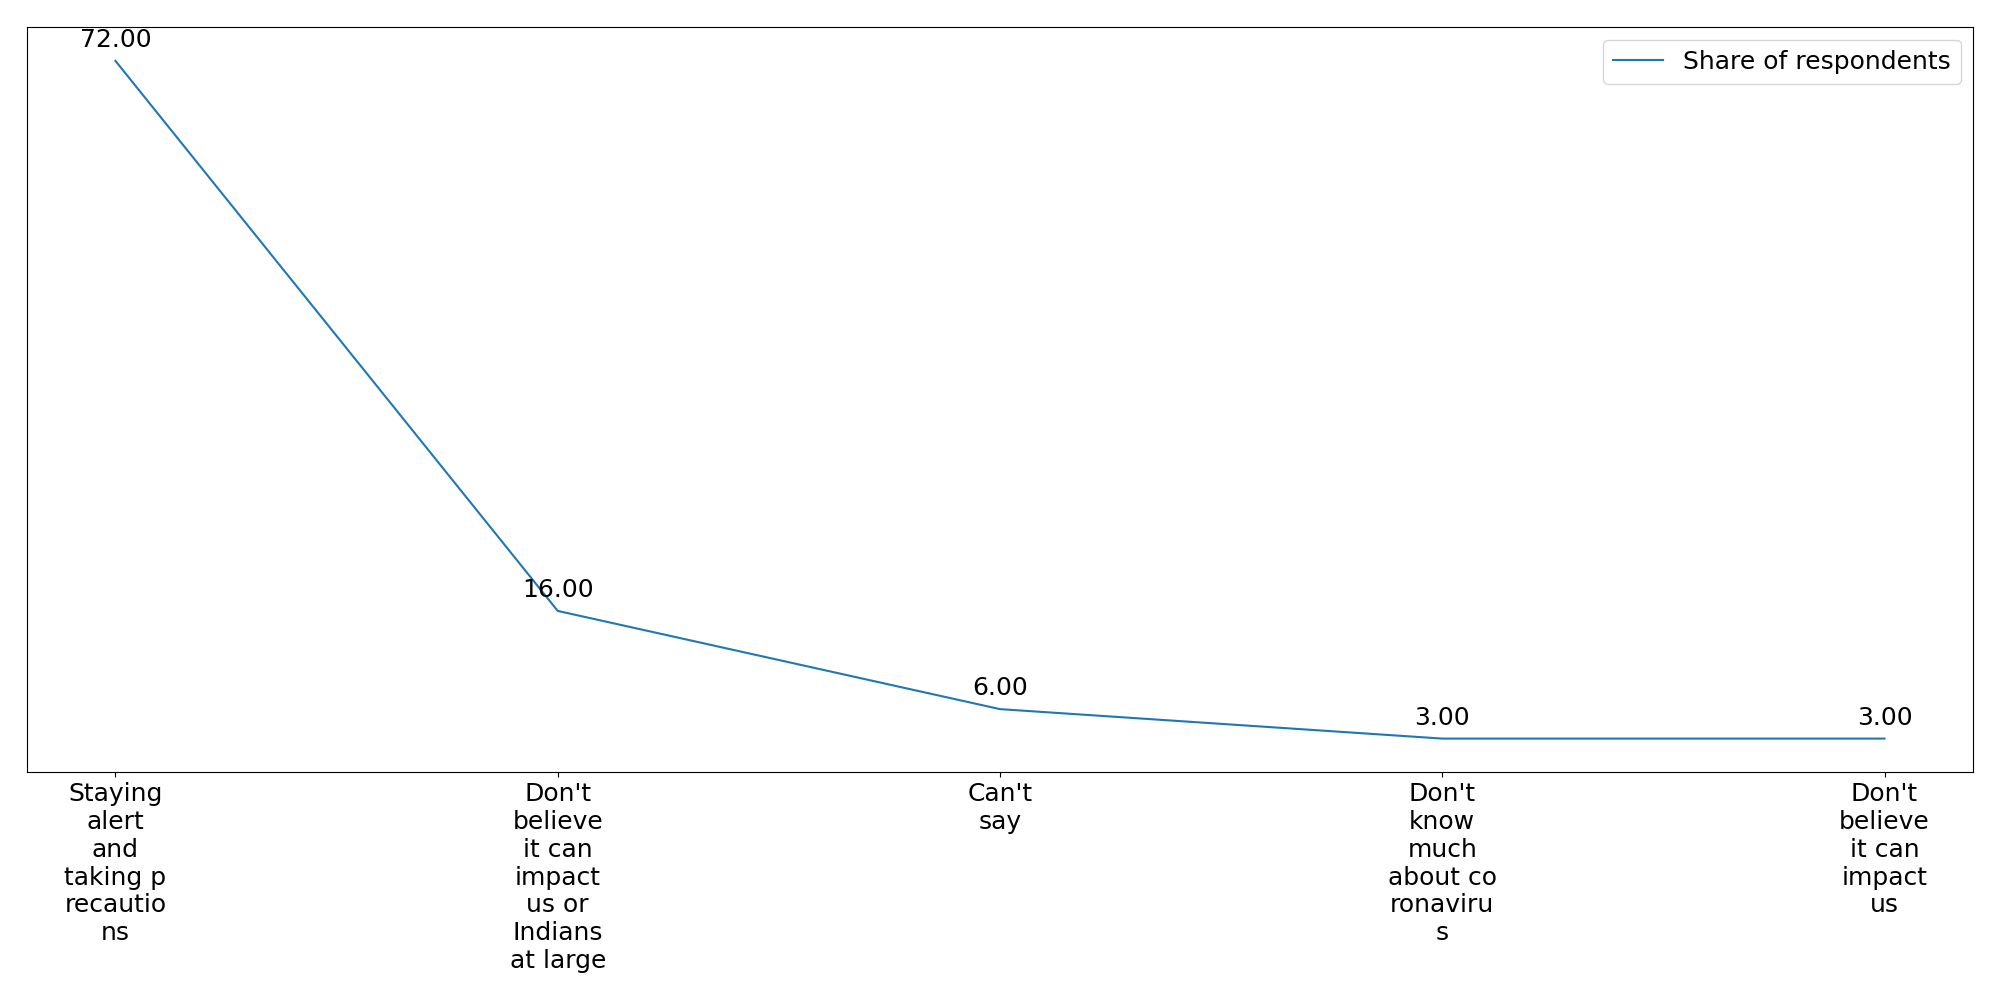 72.00
Share of respondents
16.00
6.00
3.00
3.00
Staying
alert
and
taking p
recautio
ns
Don't
believe
it can
impact
us or
Indians
at large
Can't
say
Don't
know
much
about co
ronaviru
s
Don't
believe
it can
impact
us